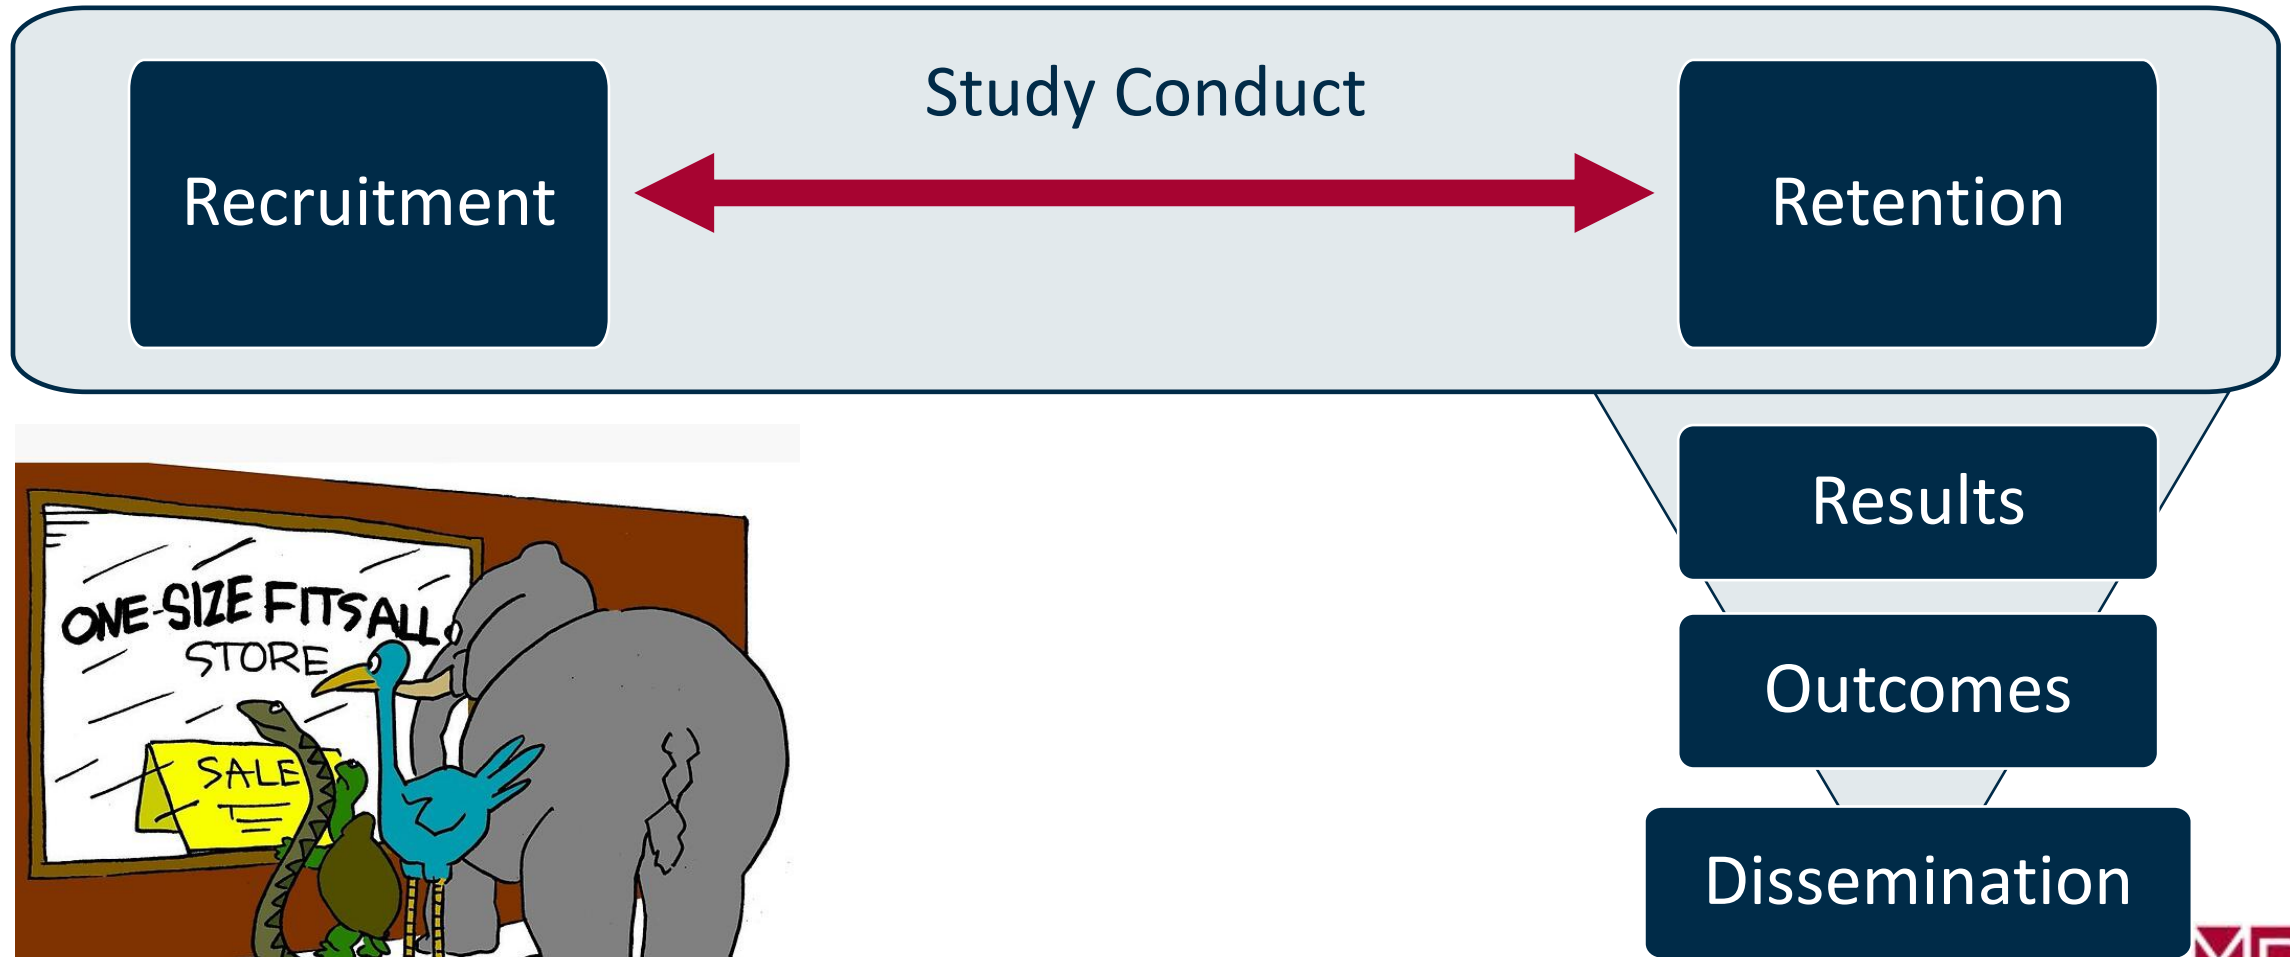 Study Conduct
Recruitment
Retention
Results
Outcomes
Dissemination
ONE-SIZE FITS ALL
STORE
SALE